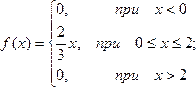 f(x) = { 0, при x < 0
2/3 x, при 0 ≤ x ≤ 2;
0, при x > 2